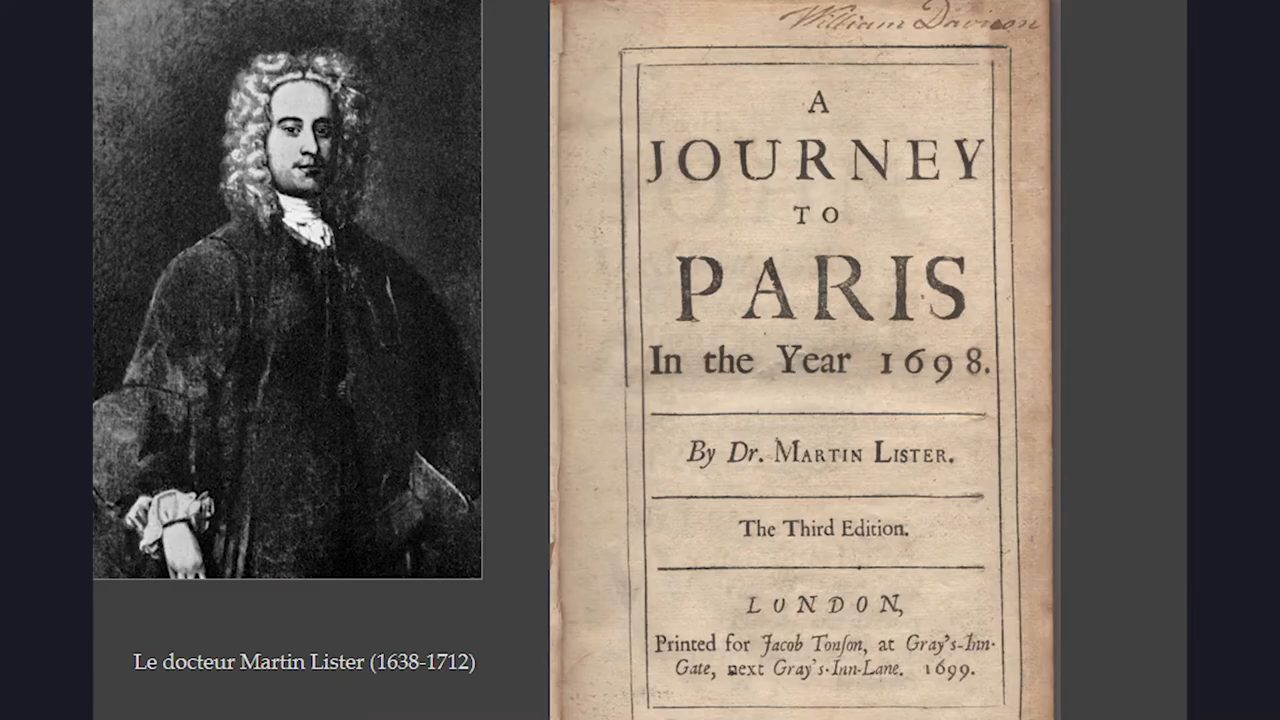 Le docteur Martin Lister (1638-1712)
William Davison
A
JOURNEY
TO
PARIS
In the Year 1698.
By Dr. MARTIN LISTER.
The Third Edition.
LONDON,
Printed for Jacob Tonſon, at Gray's-Inn-
Gate, next Gray's-Inn-Lane. 1699.